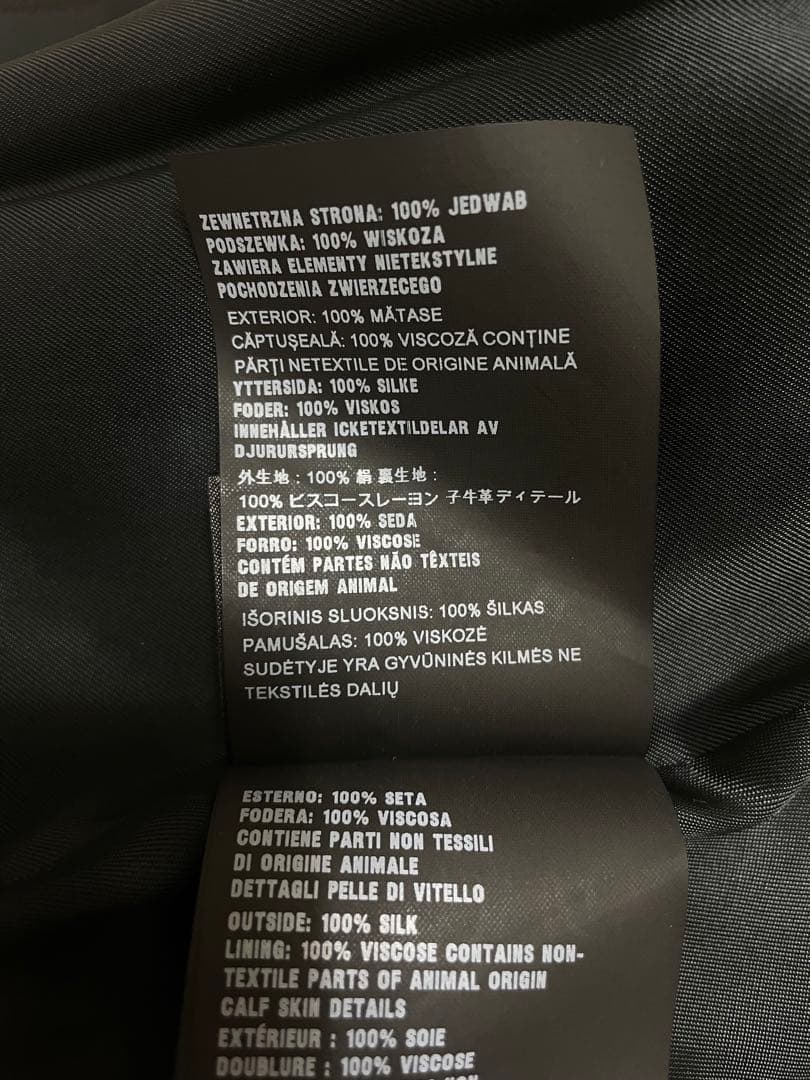 ZEWNETRZNA STRONA: 100% JEDWAB
PODSZEWKA: 100% WISKOZA
ZAWIERA ELEMENTY NIETEKSTYLNE
POCHODZENIA ZWIERZECEGO
EXTERIOR: 100% MĂTASE
CĂPTUȘEALĂ: 100% VISCOZĂ CONȚINE
PĂRȚI NETEXTILE DE ORIGINE ANIMALĂ
YTTERSIDA: 100% SILKE
FODER: 100% VISKOS
INNEHÅLLER ICKETEXTILDELAR AV
DJURURSPRUNG
外生地 : 100% 絹 裏生地 :
100% ビスコースレーヨン 子牛革ディテール
EXTERIOR: 100% SEDA
FORRO: 100% VISCOSE
CONTÉM PARTES NÃO TÊXTEIS
DE ORIGEM ANIMAL
IŠORINIS SLUOKSNIS: 100% ŠILKAS
PAMUŠALAS: 100% VISKOZĖ
SUDĖTYJE YRA GYVŪNINĖS KILMĖS NE
TEKSTILĖS DALIŲ
ESTERNO: 100% SETA
FODERA: 100% VISCOSA
CONTIENE PARTI NON TESSILI
DI ORIGINE ANIMALE
DETTAGLI PELLE DI VITELLO
OUTSIDE: 100% SILK
LINING: 100% VISCOSE CONTAINS NON-
TEXTILE PARTS OF ANIMAL ORIGIN
CALF SKIN DETAILS
EXTÉRIEUR : 100% SOIE
DOUBLURE : 100% VISCOSE